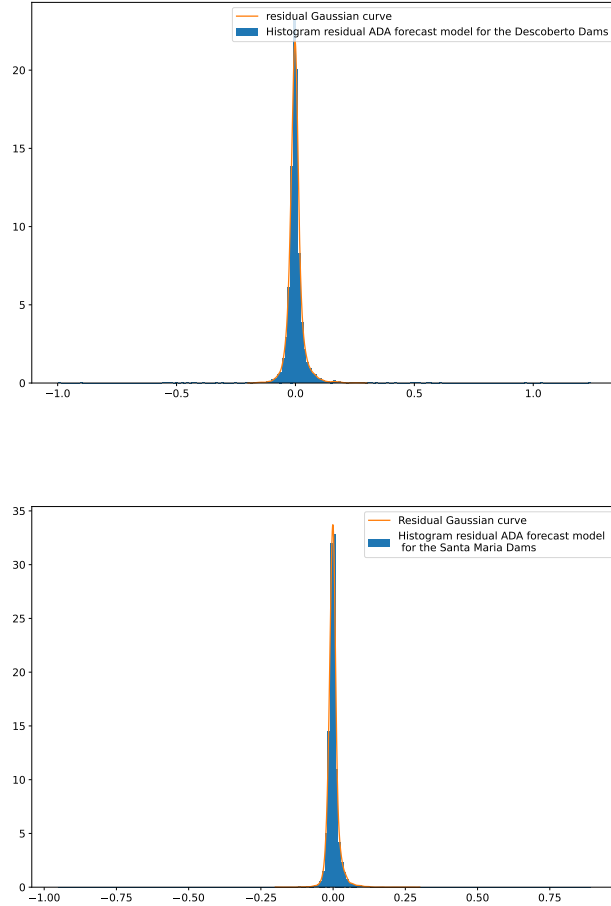 residual Gaussian curve
Histogram residual ADA forecast model for the Descoberto Dams
20
15
10
5
0
−1.0 −0.5 0.0 0.5 1.0
35
Residual Gaussian curve
Histogram residual ADA forecast model
for the Santa Maria Dams
30
25
20
15
10
5
0
−1.00 −0.75 −0.50 −0.25 0.00 0.25 0.50 0.75